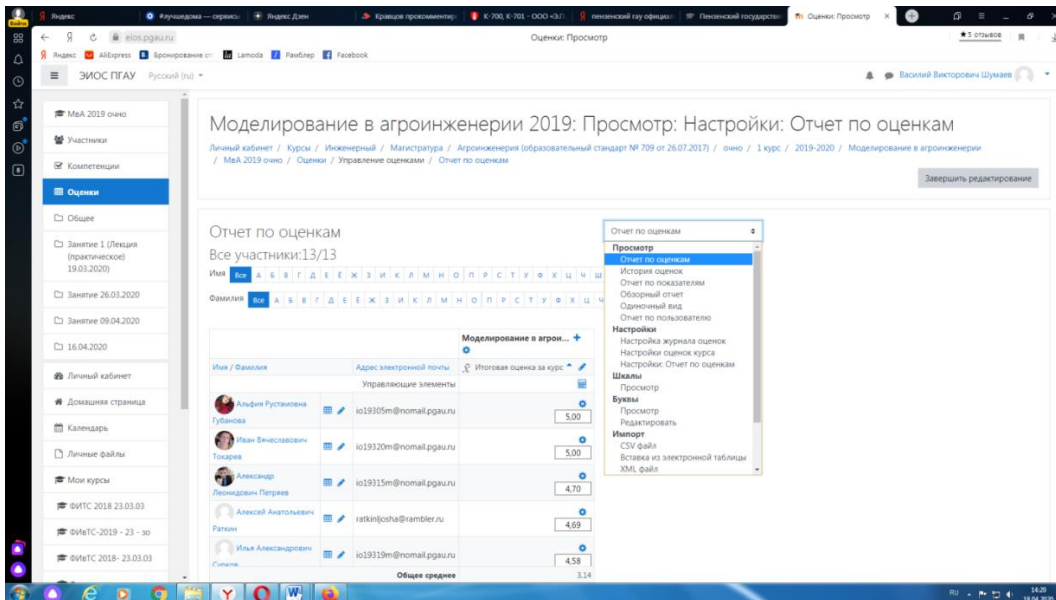 Яндекс
#лучшедома — сервисы
Яндекс Дзен
Кравцов прокомментир
К-700, К-701 - ООО «ЭЛ
пензенский гау официал
Пензенский государстве
Оценки: Просмотр
Войти
eios.pgau.ru
Оценки: Просмотр
★5 отзывов
Яндекс
AliExpress
Lamoda
Рамблер
Facebook
ЭИОС ПГАУ
Русский (ru)
Василий Викторович Шумаев
МвА 2019 очно
Участники
Компетенции
Оценки
Общее
Занятие 1 (Лекция
(практическое)
19.03.2020)
Занятие 26.03.2020
Занятие 09.04.2020
16.04.2020
Личный кабинет
Домашняя страница
Календарь
Личные файлы
Мои курсы
ФИТС 2018 23.03.03
ФИвТС-2019 - 23 - зо
ФИвТС 2018- 23.03.03
Моделирование в агроинженерии 2019: Просмотр: Настройки: Отчет по оценкам
Личный кабинет / Курсы / Инженерный / Магистратура / Агроинженерия (образовательный стандарт № 709 от 26.07.2017) / очно / 1 курс / 2019-2020 / Моделирование в агроинженерии
/ МвА 2019 очно / Оценки / Управление оценками / Отчет по оценкам
Завершить редактирование
Отчет по оценкам
Все участники:13/13
Имя Все А Б В Г Д Е Ё Ж З И К Л М Н О П Р С Т У Ф Х Ц Ч Ш
Фамилия Все А Б В Г Д Е Ё Ж З И К Л М Н О П Р С Т У Ф Х Ц Ч
Моделирование в агрои...
Имя / Фамилия
Адрес электронной почты
Итоговая оценка за курс
Управляющие элементы
Альфия Рустамовна
Губанова
io19305m@nomail.pgau.ru
5,00
Иван Вячеславович
Токарев
io19320m@nomail.pgau.ru
5,00
Александр
Леонидович Петряев
io19315m@nomail.pgau.ru
4,70
Алексей Анатольевич
Раткин
ratkinljosha@rambler.ru
4,69
Илья Александрович
io19319m@nomail.pgau.ru
4,58
Общее среднее
3,14
Отчет по оценкам
Просмотр
Отчет по оценкам
История оценок
Отчет по показателям
Обзорный отчет
Одиночный вид
Отчет по пользователю
Настройки
Настройка журнала оценок
Настройки оценок курса
Настройки: Отчет по оценкам
Шкалы
Просмотр
Буквы
Просмотр
Редактировать
Импорт
CSV файл
Вставка из электронной таблицы
XML файл
RU
14:20
18.04.2020